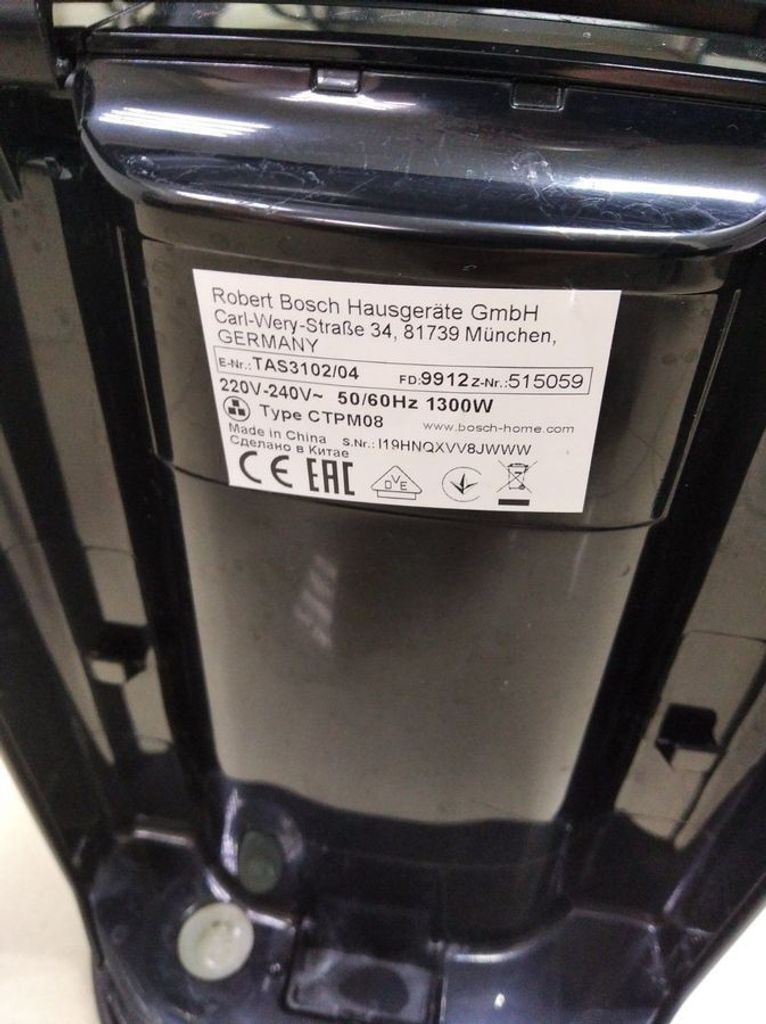 Robert Bosch Hausgeräte GmbH
Carl-Wery-Straße 34, 81739 München,
GERMANY
E-Nr.: TAS3102/04 FD: 9912 Z-Nr.: 515059
220V-240V~ 50/60Hz 1300W
Type CTPM08 www.bosch-home.com
Made in China S.Nr.: I19HNQXVV8JWWW
Сделано в Китае
CE EAC DVE